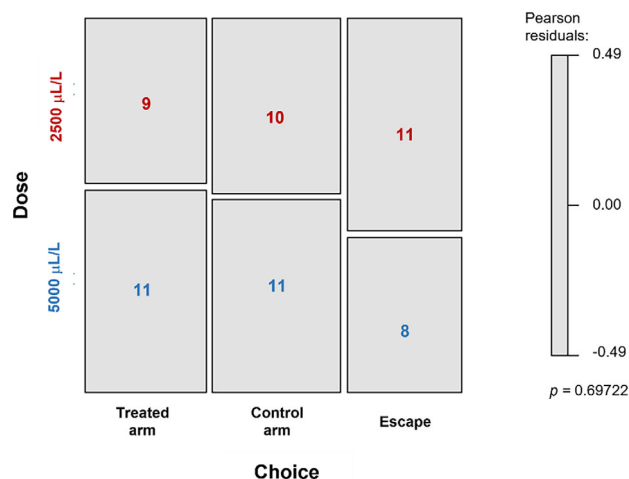 Pearson
residuals:
0.49
0.00
-0.49
p = 0.69722
Dose
2500 μL/L
5000 μL/L
9
10
11
11
11
8
Treated
arm
Control
arm
Escape
Choice